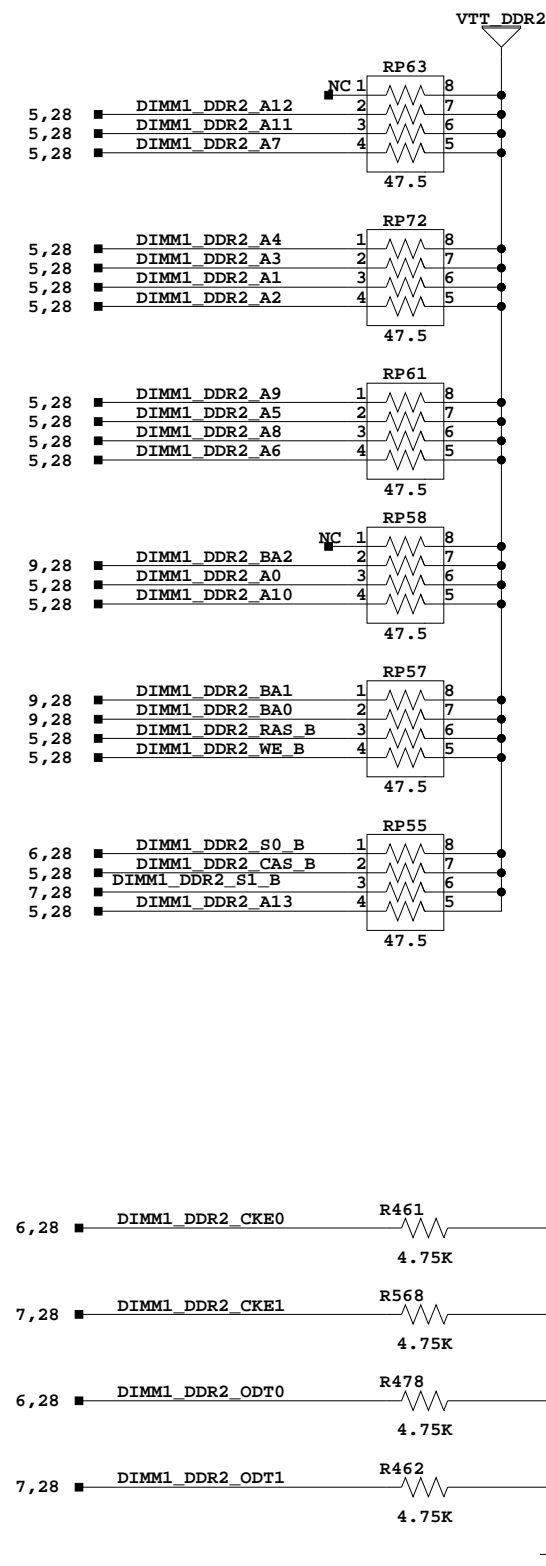 VTT_DDR2
RP63
NC 1 8
5,28 DIMM1_DDR2_A12 2 7
5,28 DIMM1_DDR2_A11 3 6
5,28 DIMM1_DDR2_A7 4 5
47.5
RP72
5,28 DIMM1_DDR2_A4 1 8
5,28 DIMM1_DDR2_A3 2 7
5,28 DIMM1_DDR2_A1 3 6
5,28 DIMM1_DDR2_A2 4 5
47.5
RP61
5,28 DIMM1_DDR2_A9 1 8
5,28 DIMM1_DDR2_A5 2 7
5,28 DIMM1_DDR2_A8 3 6
5,28 DIMM1_DDR2_A6 4 5
47.5
RP58
NC 1 8
9,28 DIMM1_DDR2_BA2 2 7
5,28 DIMM1_DDR2_A0 3 6
5,28 DIMM1_DDR2_A10 4 5
47.5
RP57
9,28 DIMM1_DDR2_BA1 1 8
9,28 DIMM1_DDR2_BA0 2 7
5,28 DIMM1_DDR2_RAS_B 3 6
5,28 DIMM1_DDR2_WE_B 4 5
47.5
RP55
6,28 DIMM1_DDR2_S0_B 1 8
5,28 DIMM1_DDR2_CAS_B 2 7
7,28 DIMM1_DDR2_S1_B 3 6
5,28 DIMM1_DDR2_A13 4 5
47.5
R461
6,28 DIMM1_DDR2_CKE0
4.75K
R568
7,28 DIMM1_DDR2_CKE1
4.75K
R478
6,28 DIMM1_DDR2_ODT0
4.75K
R462
7,28 DIMM1_DDR2_ODT1
4.75K